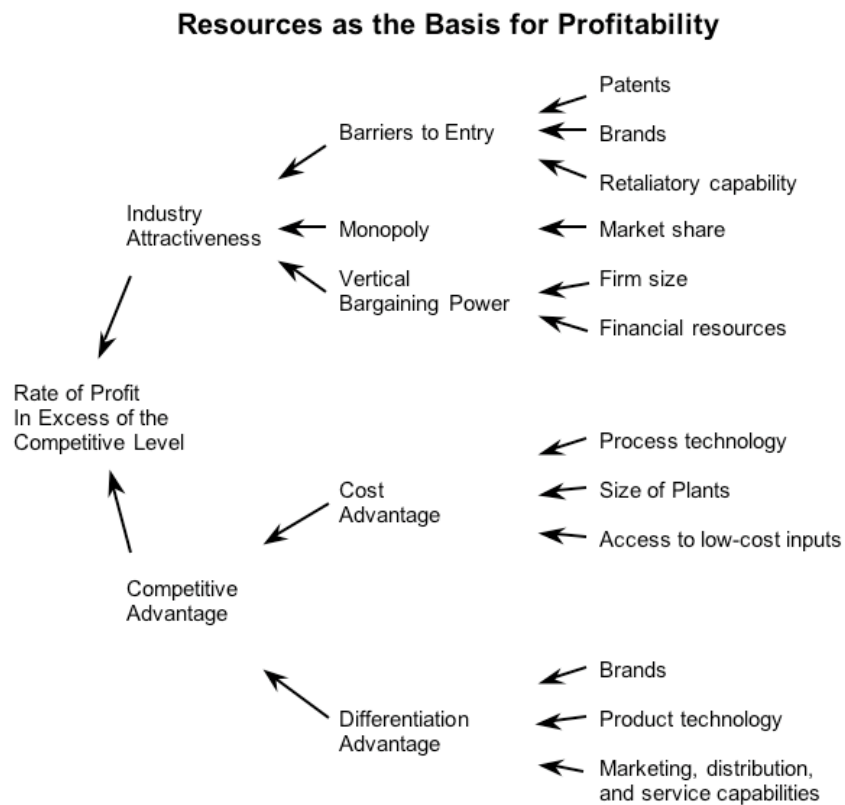 Resources as the Basis for Profitability
Patents
Barriers to Entry
Brands
Retaliatory capability
Industry
Attractiveness
Monopoly
Market share
Vertical
Bargaining Power
Firm size
Financial resources
Rate of Profit
In Excess of the
Competitive Level
Process technology
Cost
Advantage
Size of Plants
Access to low-cost inputs
Competitive
Advantage
Brands
Differentiation
Advantage
Product technology
Marketing, distribution,
and service capabilities